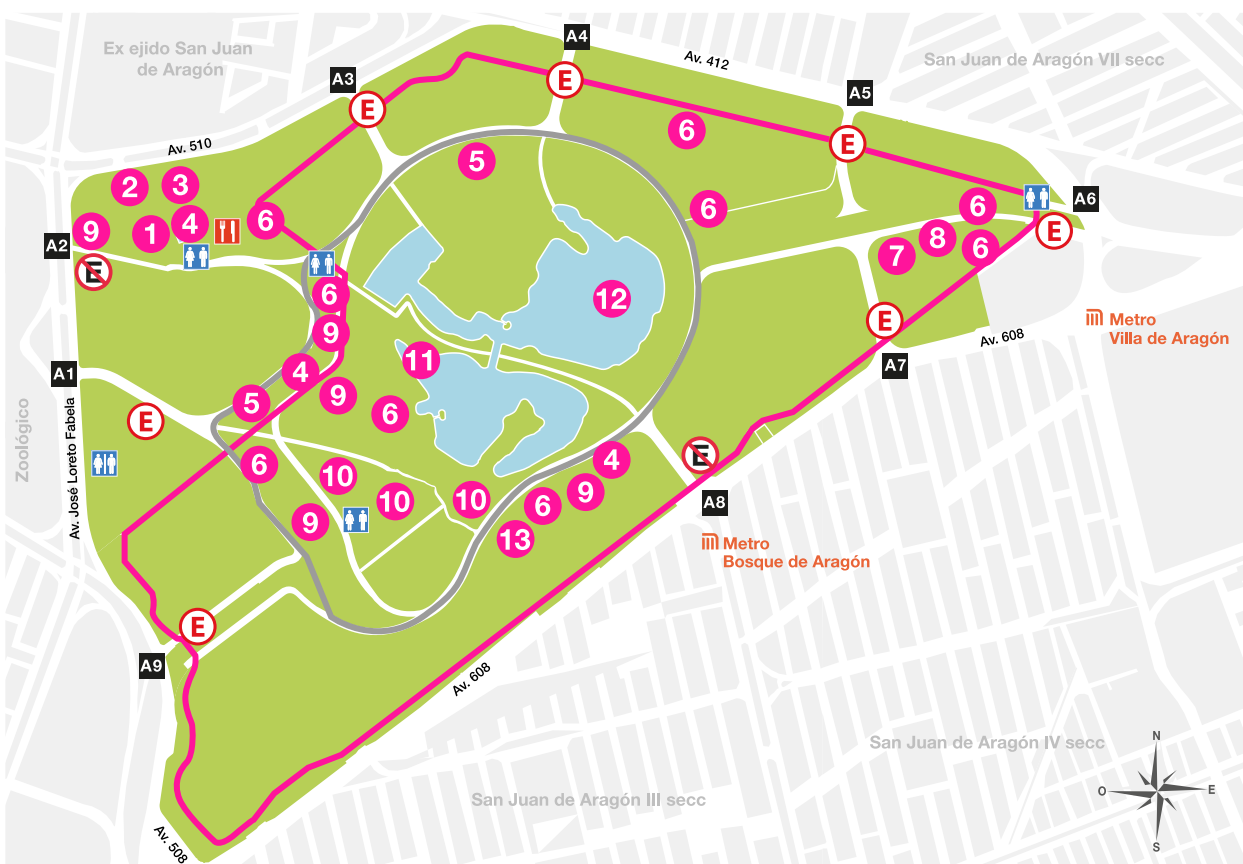 Ex ejido San Juan
de Aragón
A4
Av. 412
San Juan de Aragón VII secc
A3
E
E
A5
E
Av. 510
5
6
2
3
6
9
1
4
6
6
8
6
7
A6
E
A2
E
6
12
E
9
11
4
A7
Av. 608
Metro
Villa de Aragón
A1
5
9
6
E
Zoológico
Av. José Loreto Fabela
6
10
10
10
4
9
6
E
A8
9
13
Metro
Bosque de Aragón
E
A9
Av. 608
San Juan de Aragón IV secc
San Juan de Aragón III secc
Av. 508
N
O
E
S